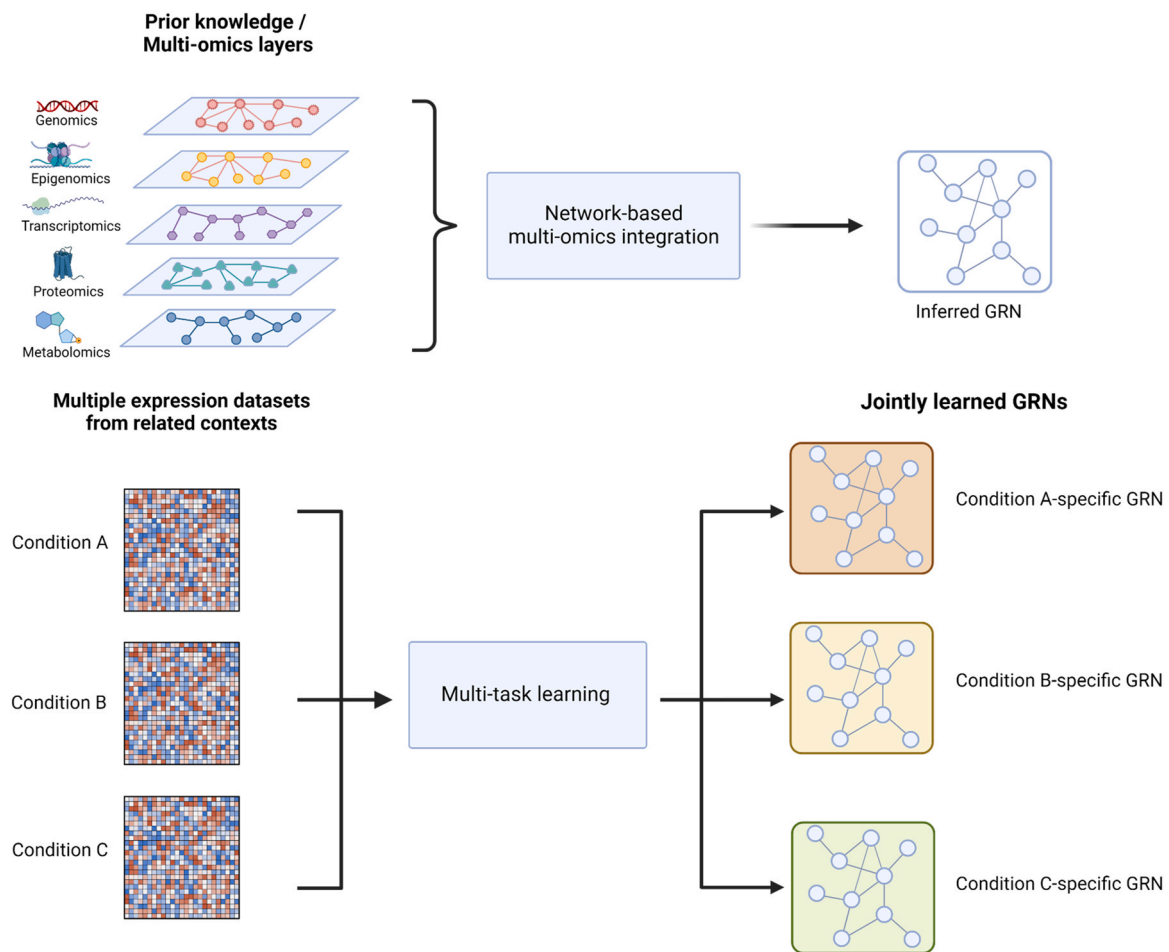 Prior knowledge /
Multi-omics layers
Genomics
Epigenomics
Transcriptomics
Proteomics
Metabolomics
Network-based
multi-omics integration
Inferred GRN
Multiple expression datasets
from related contexts
Jointly learned GRNs
Condition A
Condition B
Condition C
Multi-task learning
Condition A-specific GRN
Condition B-specific GRN
Condition C-specific GRN